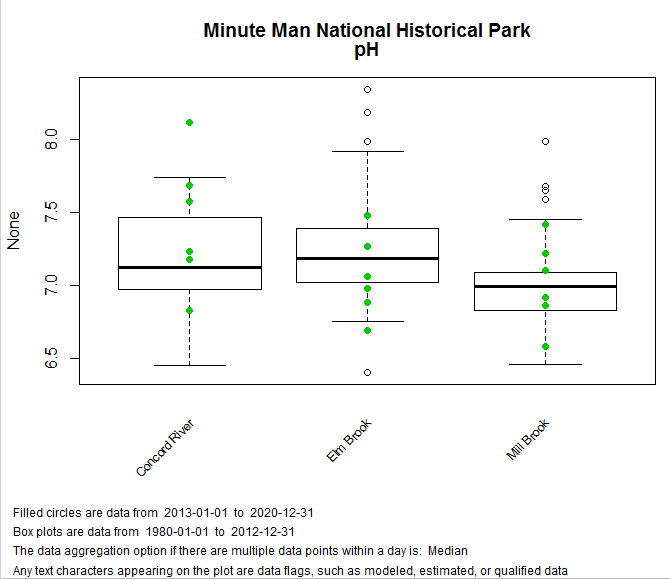 Minute Man National Historical Park
pH
None
8.0
7.5
7.0
6.5
Concord River
Elm Brook
Mill Brook
Filled circles are data from 2013-01-01 to 2020-12-31
Box plots are data from 1980-01-01 to 2012-12-31
The data aggregation option if there are multiple data points within a day is: Median
Any text characters appearing on the plot are data flags, such as modeled, estimated, or qualified data